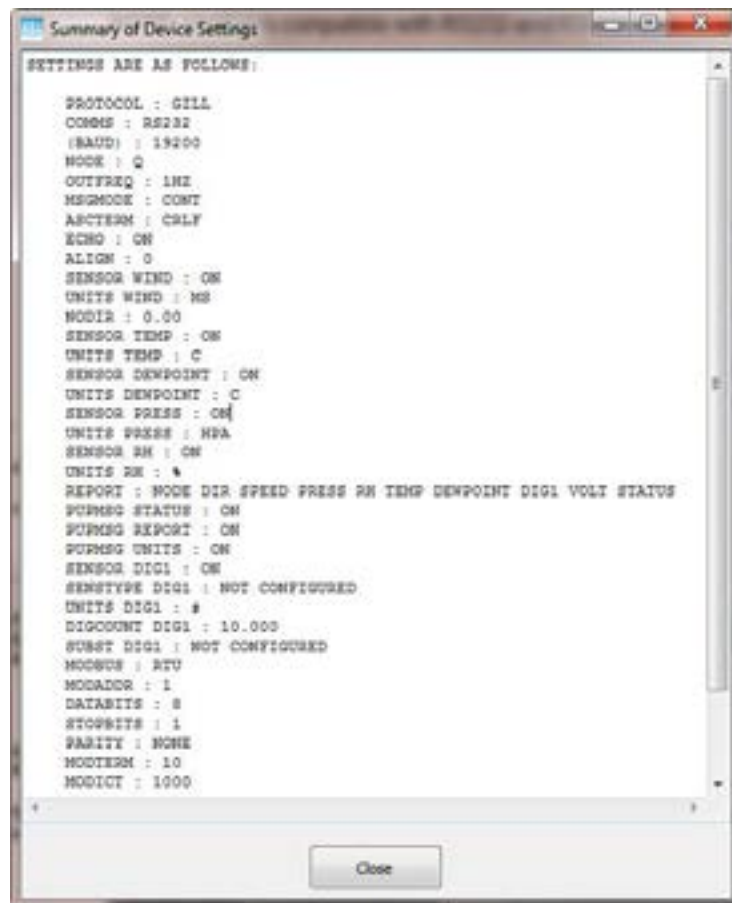 Summary of Device Settings
SETTINGS ARE AS FOLLOWS:
PROTOCOL : GILL
COMMS : RS232
(BAUD) : 19200
NODE : Q
OUTFREQ : 1HZ
MSGMODE : CONT
ASCTERM : CRLF
ECHO : ON
ALIGN : 0
SENSOR WIND : ON
UNITS WIND : MS
NODIR : 0.00
SENSOR TEMP : ON
UNITS TEMP : C
SENSOR DEWPOINT : ON
UNITS DEWPOINT : C
SENSOR PRESS : ON
UNITS PRESS : HPA
SENSOR RH : ON
UNITS RH : %
REPORT : NODE DIR SPEED PRESS RH TEMP DEWPOINT DIG1 VOLT STATUS
PUPMSG STATUS : ON
PUPMSG REPORT : ON
PUPMSG UNITS : ON
SENSOR DIG1 : ON
SENSTYPE DIG1 : NOT CONFIGURED
UNITS DIG1 : #
DIGCOUNT DIG1 : 10.000
SUBST DIG1 : NOT CONFIGURED
MODBUS : RTU
MODADDR : 1
DATABITS : 8
STOPBITS : 1
PARITY : NONE
MODTERM : 10
MODICT : 1000
Close